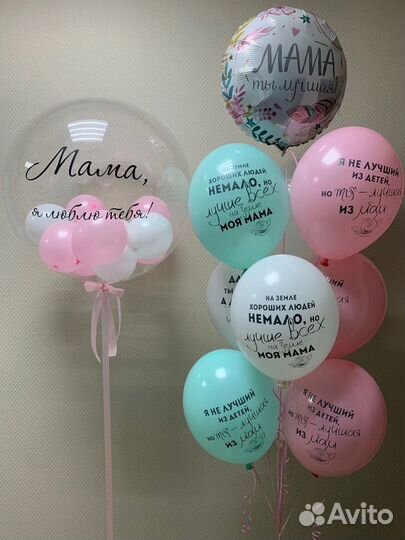 Мама,
я люблю тебя!
МАМА
ты лучшая!
НА ЗЕМЛЕ
ХОРОШИХ ЛЮДЕЙ
НЕМАЛО, НО
лучше всех
на земле
МОЯ МАМА
Я НЕ ЛУЧШИЙ
ИЗ ДЕТЕЙ,
НО ты - лучшая
ИЗ мам
НА ЗЕМЛЕ
ХОРОШИХ ЛЮДЕЙ
НЕМАЛО, НО
лучше всех
на земле
МОЯ МАМА
Я НЕ ЛУЧШИЙ
ИЗ ДЕТЕЙ,
НО ты - лучшая
ИЗ мам
Я НЕ ЛУЧШИЙ
ИЗ ДЕТЕЙ,
НО ты - лучшая
ИЗ мам
Avito